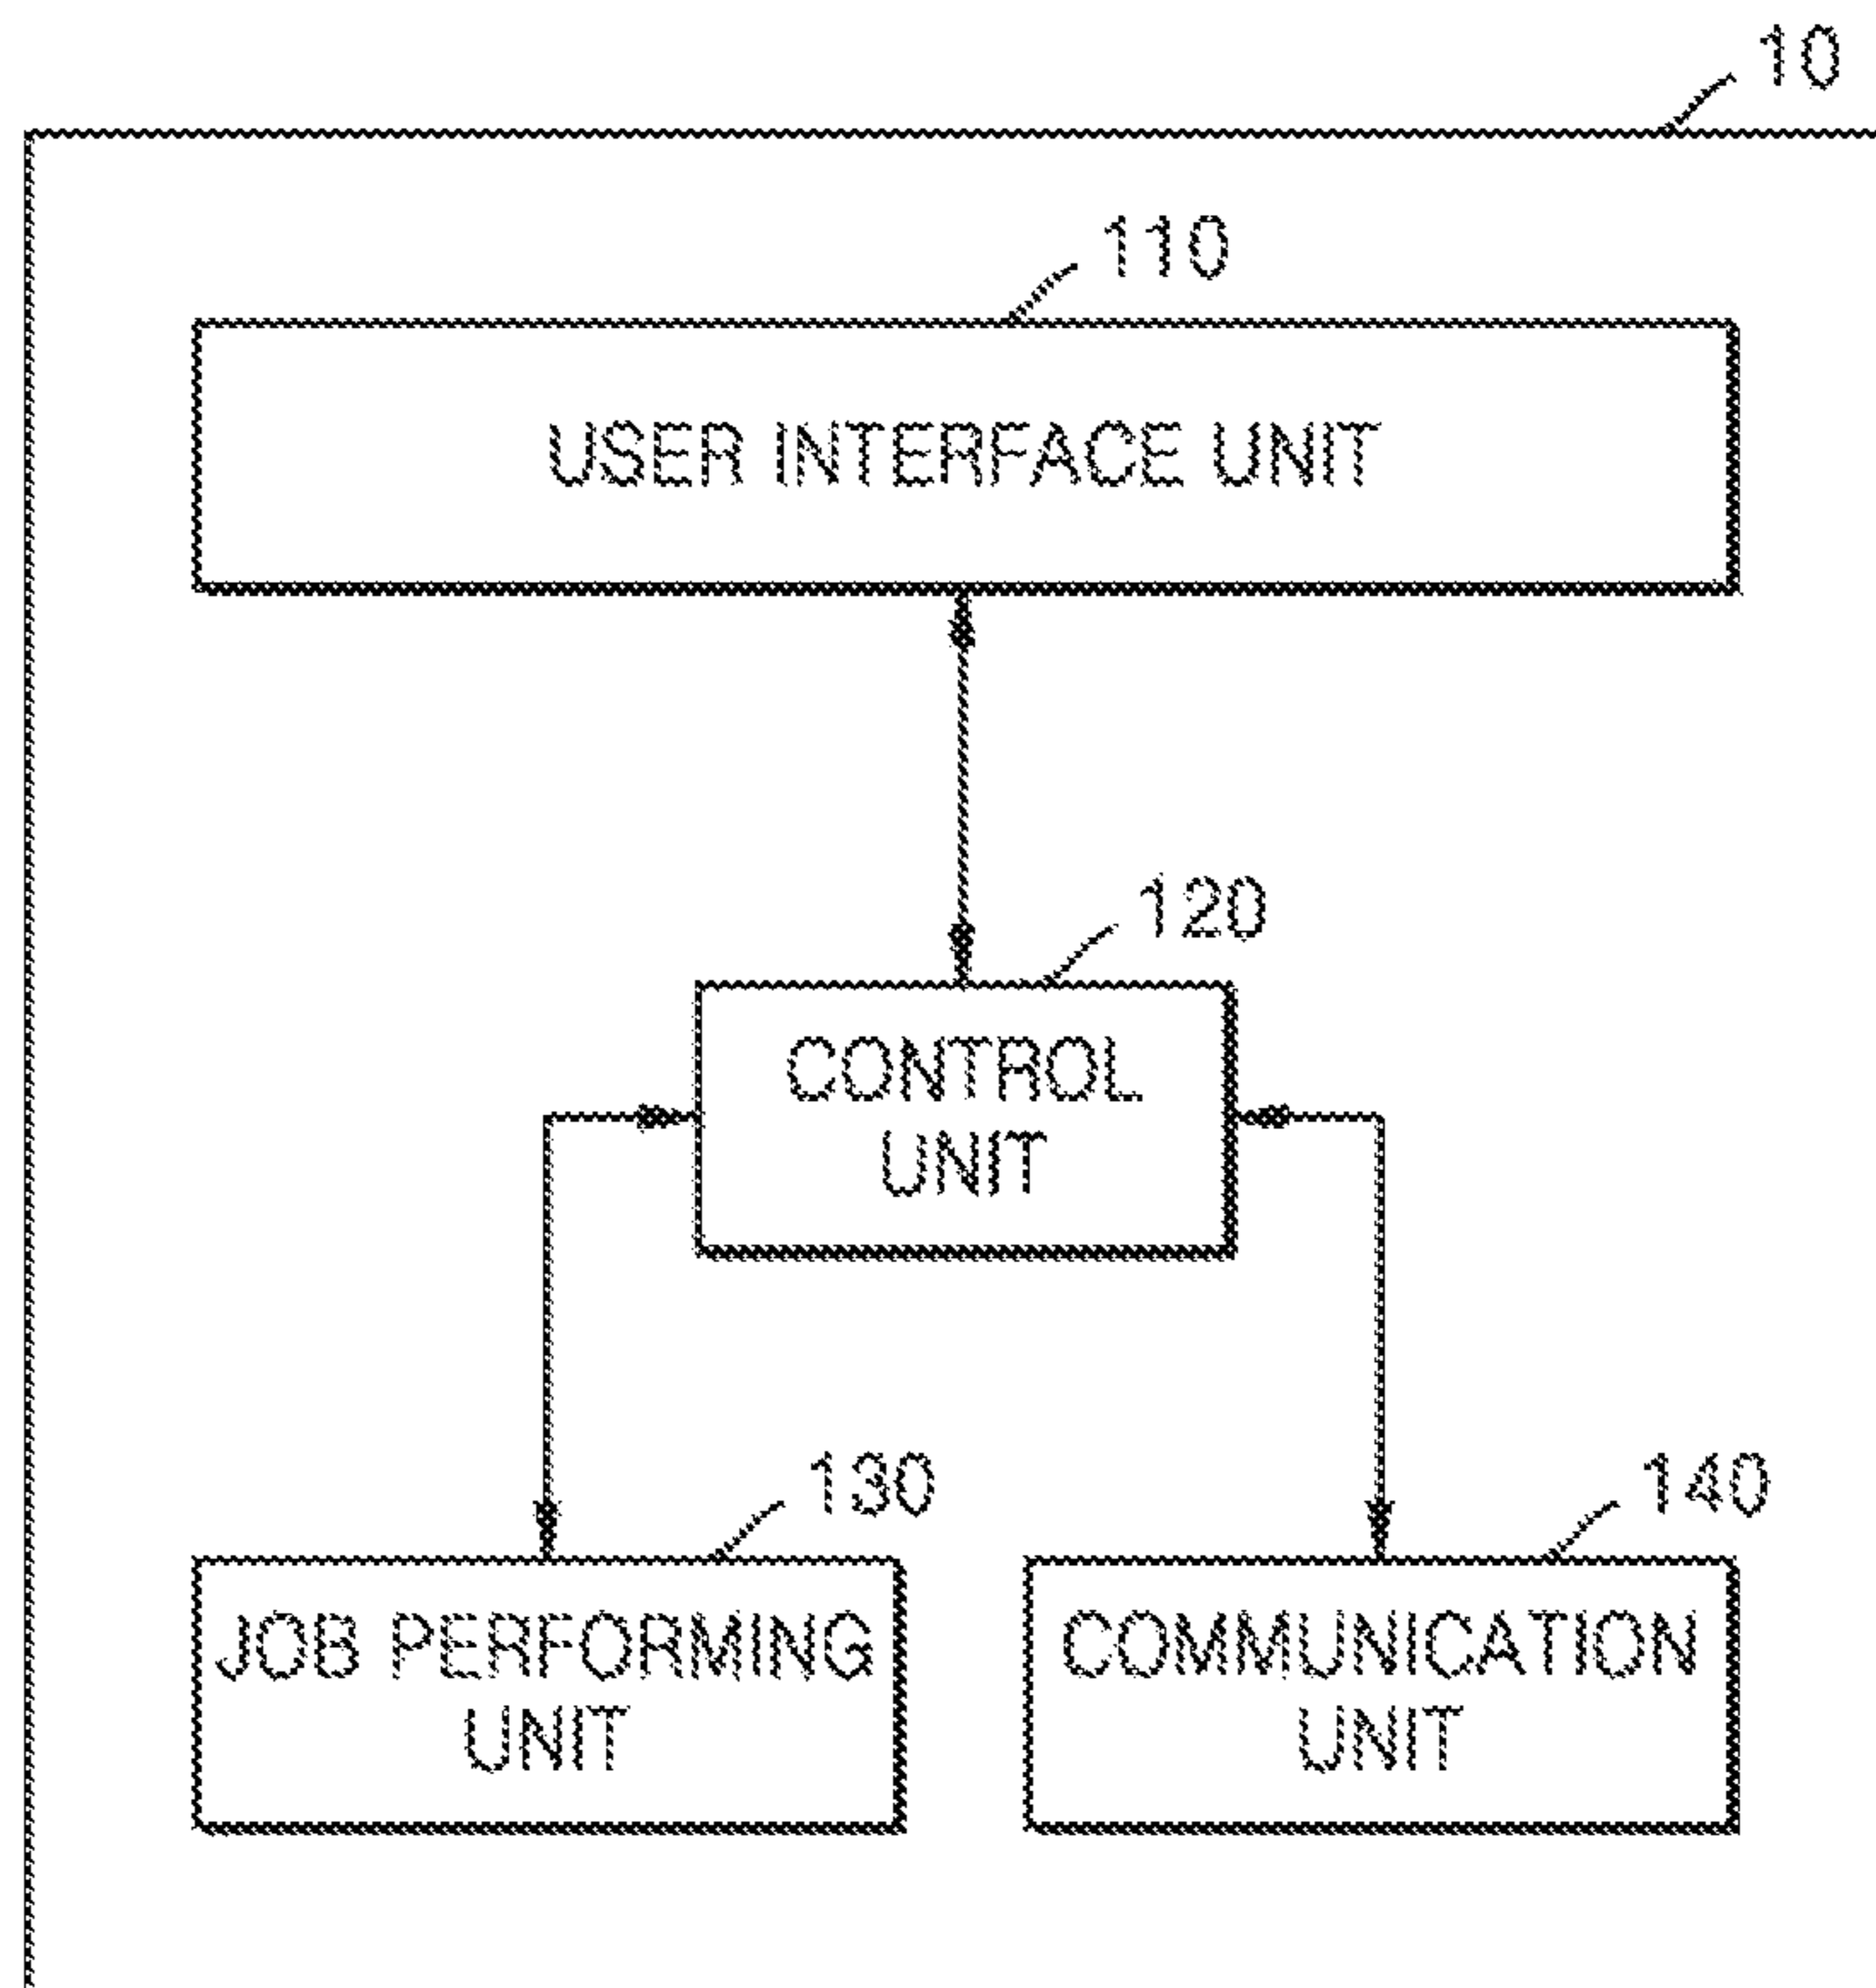 10
110
USER INTERFACE UNIT
120
CONTROL
UNIT
130
140
JOB PERFORMING
UNIT
COMMUNICATION
UNIT